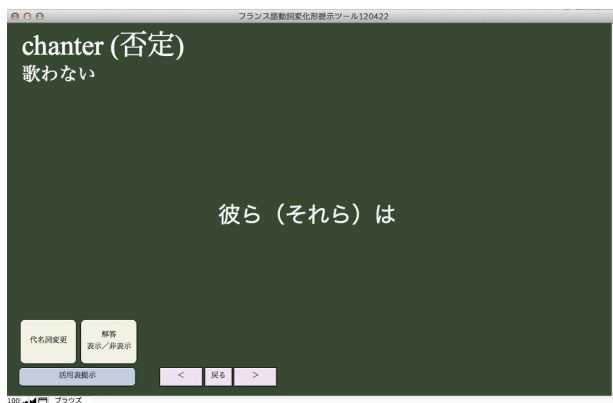 フランス語動詞変化形提示ツール120422
chanter (否定)
歌わない
彼ら（それら）は
代名詞変更
解答
表示／非表示
活用表提示
< 戻る >
100 ブラウズ